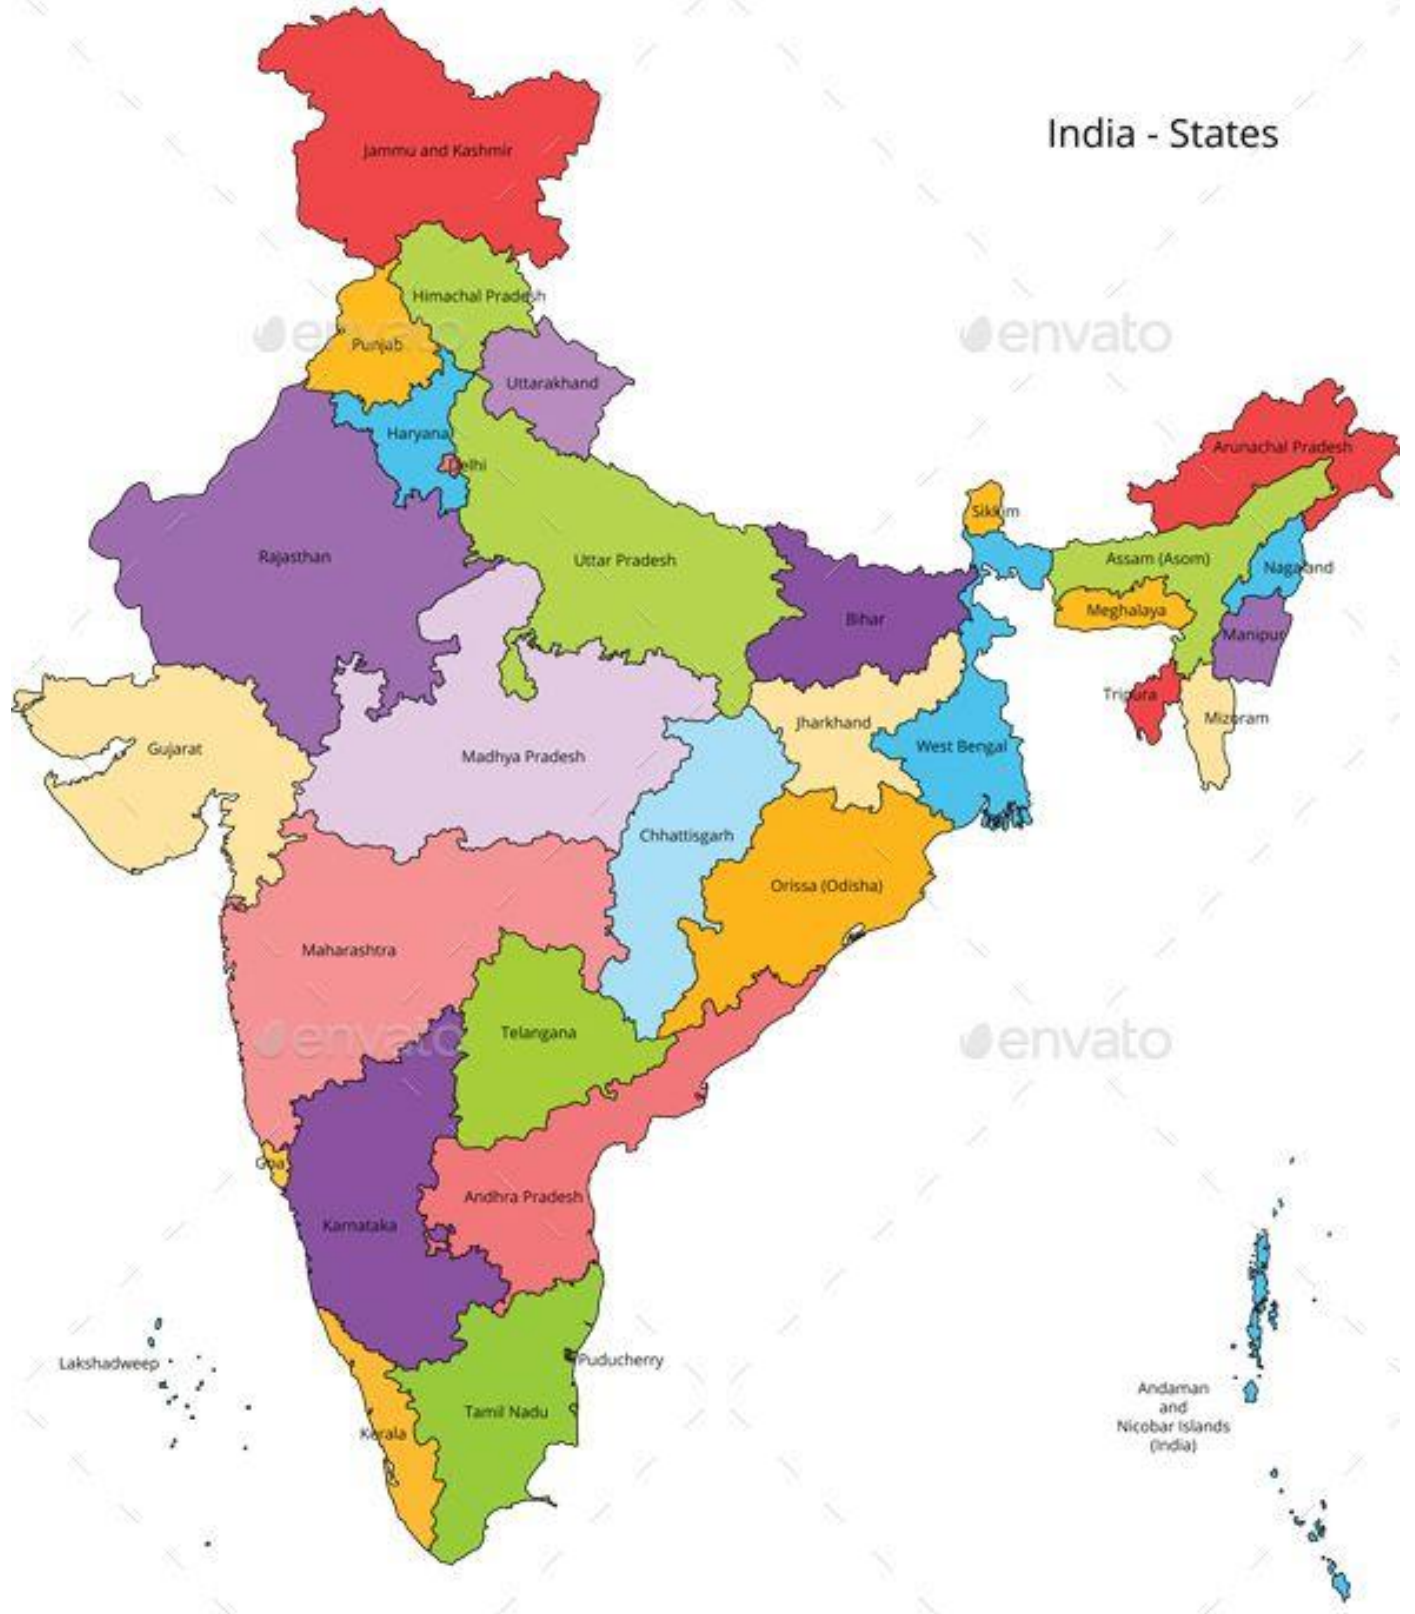 India - States
Jammu and Kashmir
Himachal Pradesh
envato
envato
Punjab
Uttarakhand
Haryana
Arunachal Pradesh
Delhi
Sikkim
Rajasthan
Uttar Pradesh
Assam (Asom)
Nagaland
Meghalaya
Bihar
Manipur
Tripura
Mizoram
Jharkhand
Gujarat
West Bengal
Madhya Pradesh
Chhattisgarh
Orissa (Odisha)
Maharashtra
Telangana
envato
envato
Goa
Andhra Pradesh
Karnataka
Lakshadweep
Puducherry
Andaman
and
Nicobar Islands
(India)
Tamil Nadu
Kerala